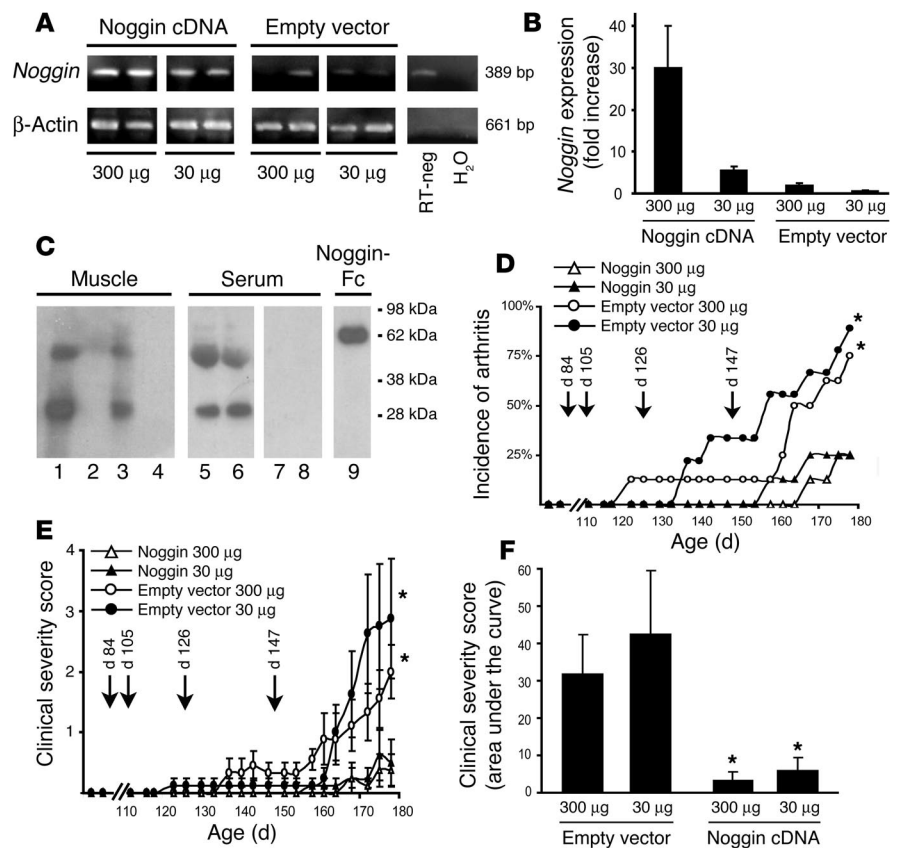 A
Noggin cDNA Empty vector
Noggin 389 bp
β-Actin 661 bp
300 µg 30 µg 300 µg 30 µg RT-neg H2O
B
Noggin expression
(fold increase)
40
30
20
10
0
300 µg 30 µg 300 µg 30 µg
Noggin cDNA Empty vector
C
Muscle Serum Noggin-
Fc
- 98 kDa
- 62 kDa
- 38 kDa
- 28 kDa
1 2 3 4 5 6 7 8 9
D
Noggin 300 µg
Noggin 30 µg
Empty vector 300 µg
Empty vector 30 µg
Incidence of arthritis
100%
75%
50%
25%
d 84
d 105
d 126
d 147
*
*
110 120 130 140 150 160 170 180
Age (d)
E
Noggin 300 µg
Noggin 30 µg
Empty vector 300 µg
Empty vector 30 µg
Clinical severity score
4
3
2
1
d 84
d 105
d 126
d 147
*
*
110 120 130 140 150 160 170 180
Age (d)
F
Clinical severity score
(area under the curve)
60
50
40
30
20
10
0
* *
300 µg 30 µg 300 µg 30 µg
Empty vector Noggin cDNA